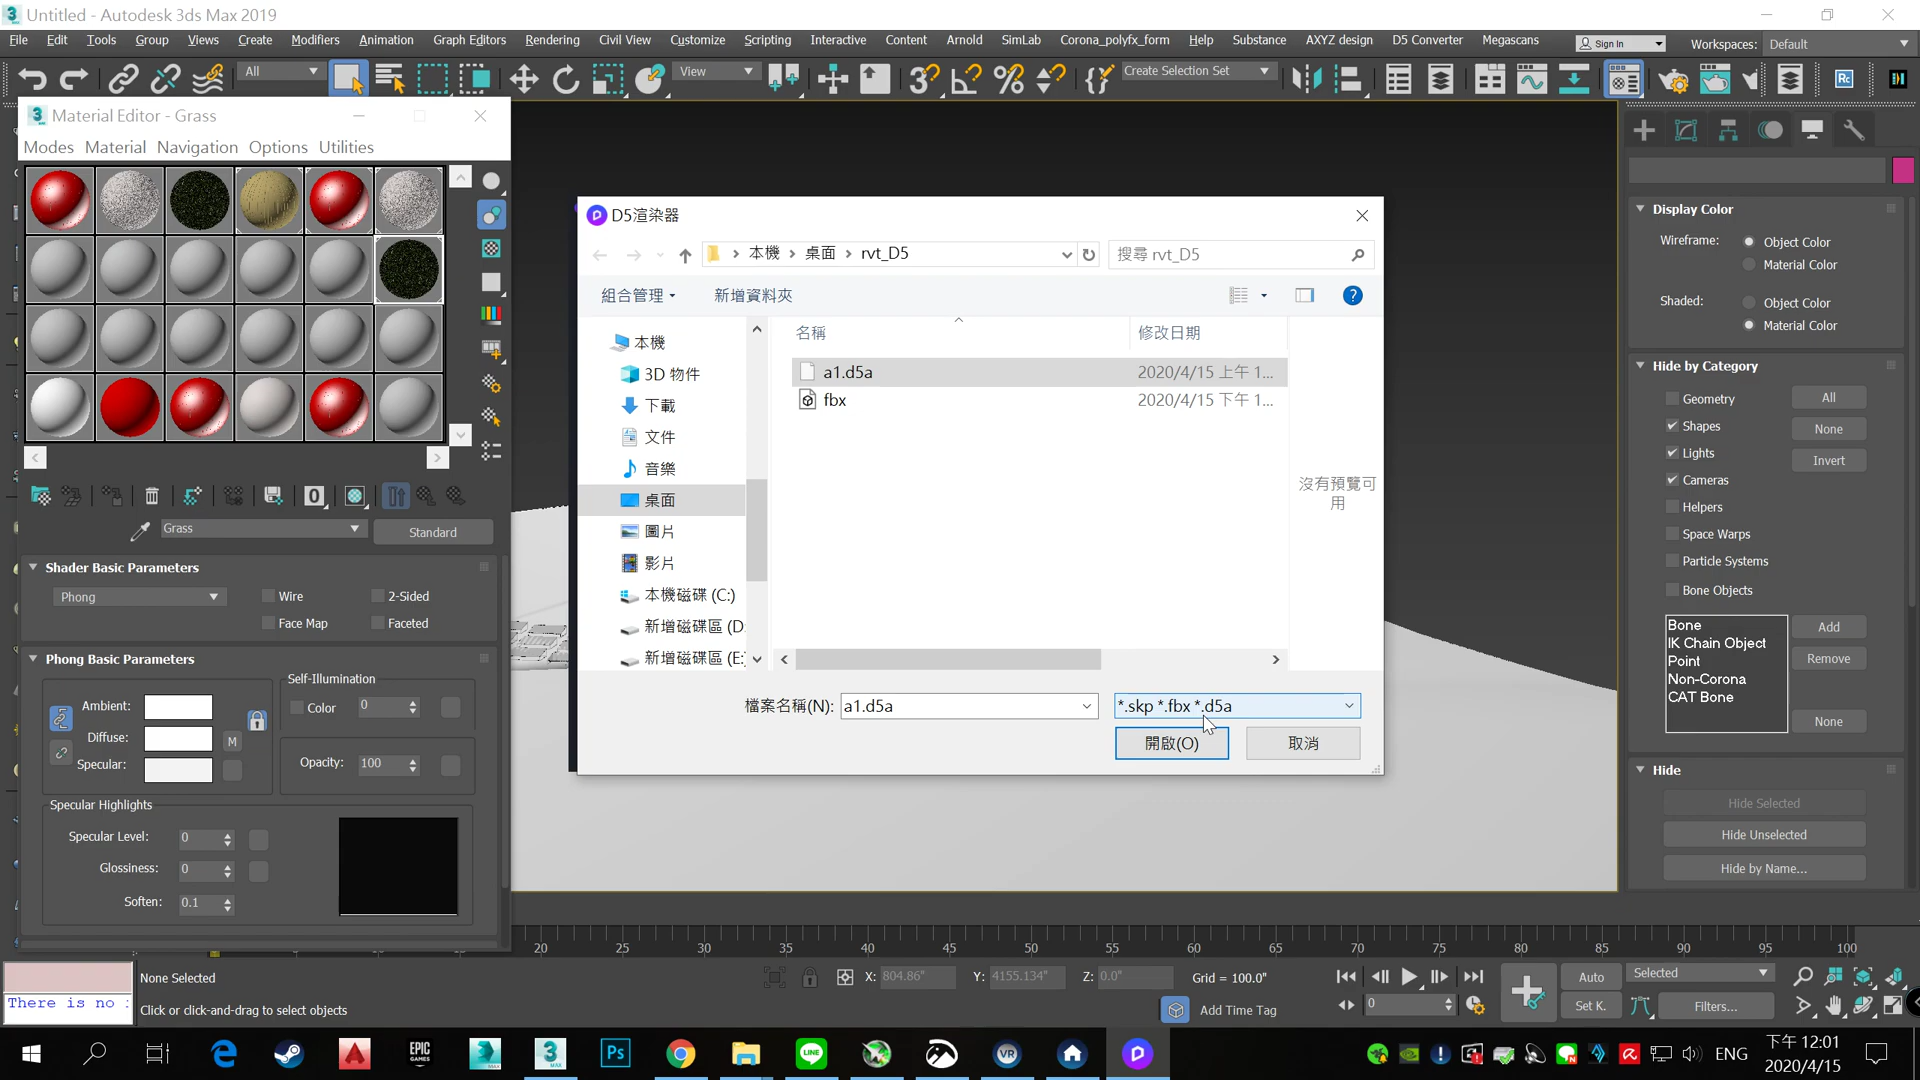 Untitled - Autodesk 3ds Max 2019
File Edit Tools Group Views Create Modifiers Animation Graph Editors Rendering Civil View Customize Scripting Interactive Content Arnold SimLab Corona_polyfx_form Help Substance AXYZ design D5 Converter Megascans Sign In Workspaces: Default
All View Create Selection Set Rc
Material Editor - Grass
Modes Material Navigation Options Utilities
0
Grass Standard
Shader Basic Parameters
Phong Wire 2-Sided
Face Map Faceted
Phong Basic Parameters
Self-Illumination
Ambient: Color 0
Diffuse: M
Specular: Opacity: 100
Specular Highlights
Specular Level: 0
Glossiness: 0
Soften: 0.1
D5渲染器
本機 桌面 rvt_D5 搜尋 rvt_D5
組合管理 新增資料夾
名稱 修改日期
本機
3D 物件
下載
文件
音樂
桌面
圖片
影片
本機磁碟 (C:)
新增磁碟區 (D:
新增磁碟區 (E:
a1.d5a 2020/4/15 上午 1...
fbx 2020/4/15 下午 1...
沒有預覽可
用
檔案名稱(N): a1.d5a *.skp *.fbx *.d5a
開啟(O) 取消
Display Color
Wireframe: Object Color
Material Color
Shaded: Object Color
Material Color
Hide by Category
Geometry All
Shapes None
Lights Invert
Cameras
Helpers
Space Warps
Particle Systems
Bone Objects
Bone Add
IK Chain Object
Point Remove
Non-Corona
CAT Bone
None
Hide
Hide Selected
Hide Unselected
Hide by Name...
20 25 30 35 40 45 50 55 60 65 70 75 80 85 90 95 100
None Selected X: 804.86" Y: 4155.134" Z: 0.0" Grid = 100.0" Auto Selected
There is no
Click or click-and-drag to select objects Add Time Tag 0 Set K. Filters...
EPIC GAMES Ps LINE VR ENG 下午 12:01
2020/4/15